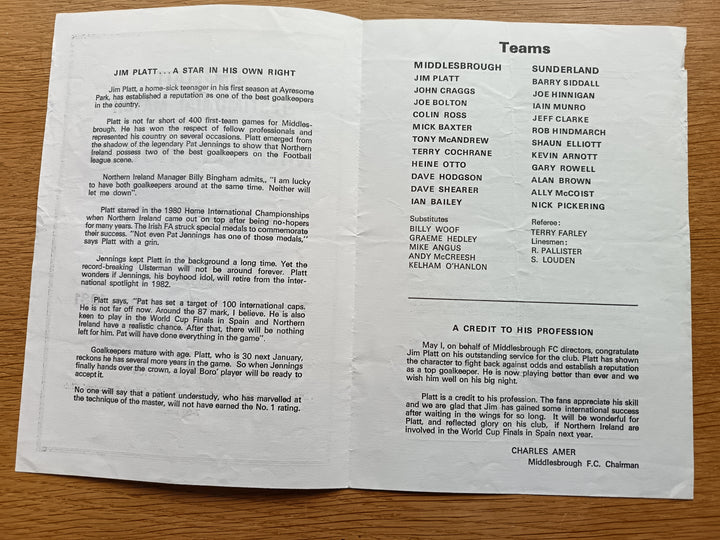 JIM PLATT . . . A STAR IN HIS OWN RIGHT
Jim Platt, a home-sick teenager in his first season at Ayresome
Park, has established a reputation as one of the best goalkeepers
in the country.
Platt is not far short of 400 first-team games for Middles-
brough. He has won the respect of fellow professionals and
represented his country on several occasions. Platt emerged from
the shadow of the legendary Pat Jennings to show that Northern
Ireland possess two of the best goalkeepers on the Football
league scene.
Northern Ireland Manager Billy Bingham admits,, "I am lucky
to have both goalkeepers around at the same time. Neither will
let me down".
Platt starred in the 1980 Home International Championships
when Northern Ireland came out on top after being no-hopers
for many years. The Irish FA struck special medals to commemorate
their success. "Not even Pat Jennings has one of those medals,"
says Platt with a grin.
Jennings kept Platt in the background a long time. Yet the
record-breaking Ulsterman will not be around forever. Platt
wonders if Jennings, his boyhood idol, will retire from the inter-
national spotlight in 1982.
Platt says, "Pat has set a target of 100 international caps.
He is not far off now. Around the 87 mark, I believe. He is also
keen to play in the World Cup Finals in Spain and Northern
Ireland have a realistic chance. After that, there will be nothing
left for him. Pat will have done everything in the game".
Goalkeepers mature with age. Platt, who is 30 next January,
reckons he has several more years in the game. So when Jennings
finally hands over the crown, a loyal Boro' player will be ready to
accept it.
No one will say that a patient understudy, who has marvelled at
the technique of the master, will not have earned the No. 1 rating.
Teams
MIDDLESBROUGH
JIM PLATT
JOHN CRAGGS
JOE BOLTON
COLIN ROSS
MICK BAXTER
TONY McANDREW
TERRY COCHRANE
HEINE OTTO
DAVE HODGSON
DAVE SHEARER
IAN BAILEY
Substitutes
BILLY WOOF
GRAEME HEDLEY
MIKE ANGUS
ANDY McCREESH
KELHAM O'HANLON
SUNDERLAND
BARRY SIDDALL
JOE HINNIGAN
IAIN MUNRO
JEFF CLARKE
ROB HINDMARCH
SHAUN ELLIOTT
KEVIN ARNOTT
GARY ROWELL
ALAN BROWN
ALLY McCOIST
NICK PICKERING
Referee:
TERRY FARLEY
Linesmen:
R. PALLISTER
S. LOUDEN
A CREDIT TO HIS PROFESSION
May I, on behalf of Middlesbrough FC directors, congratulate
Jim Platt on his outstanding service for the club. Platt has shown
the character to fight back against odds and establish a reputation
as a top goalkeeper. He is now playing better than ever and we
wish him well on his big night.
Platt is a credit to his profession. The fans appreciate his skill
and we are glad that Jim has gained some international success
after waiting in the wings for so long. It will be wonderful for
Platt, and reflected glory on his club, if Northern Ireland are
involved in the World Cup Finals in Spain next year.
CHARLES AMER
Middlesbrough F.C. Chairman